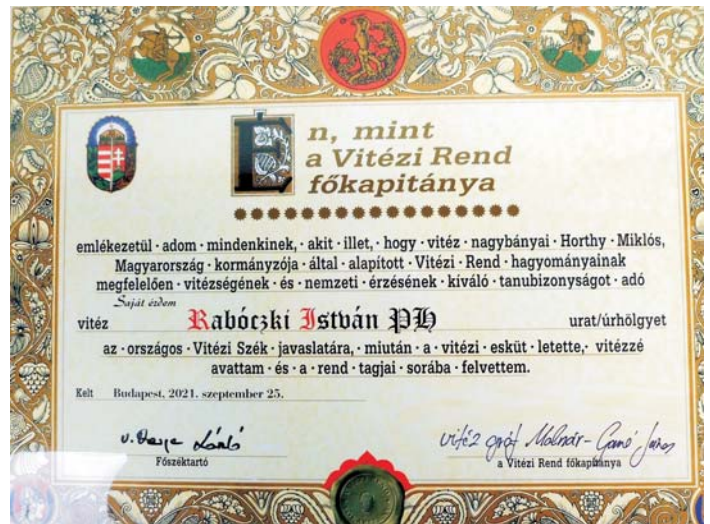 Én, mint
a Vitézi Rend
főkapitánya
emlékezetül · adom · mindenkinek, · akit · illet, · hogy · vitéz · nagybányai · Horthy · Miklós,
Magyarország · kormányzója · által · alapított · Vitézi · Rend · hagyományainak
megfelelően · vitézségének · és · nemzeti · érzésének · kíváló · tanubizonyságot · adó
Saját érdem
vitéz Rabóczki István PH urat/úrhölgyet
az · országos · Vitézi Szék · javaslatára, · miután · a · vitézi · esküt · letette, · vitézzé
avattam · és · a · rend · tagjai · sorába · felvettem.
Kelt Budapest, 2021. szeptember 25.
László
vitéz gróf Molnár-Gamó János
Főszéktartó
a Vitézi Rend főkapitánya